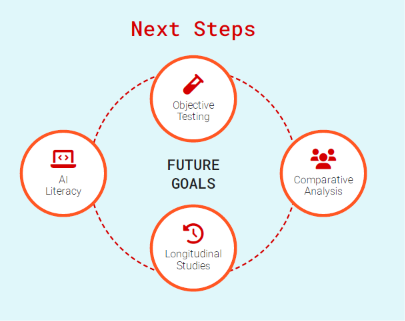 Next Steps
Objective
Testing
FUTURE
GOALS
AI
Literacy
Comparative
Analysis
Longitudinal
Studies